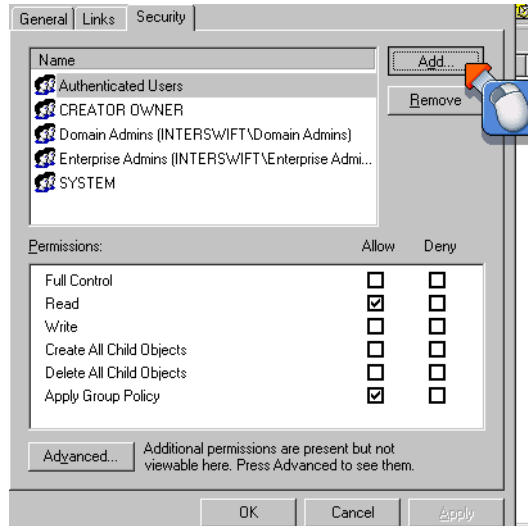 General Links Security
Name
Add...
Authenticated Users
Remove
CREATOR OWNER
Domain Admins (INTERSWIFT\Domain Admins)
Enterprise Admins (INTERSWIFT\Enterprise Admi...
SYSTEM
Permissions: Allow Deny
Full Control
Read
Write
Create All Child Objects
Delete All Child Objects
Apply Group Policy
Advanced... Additional permissions are present but not
viewable here. Press Advanced to see them.
OK Cancel Apply